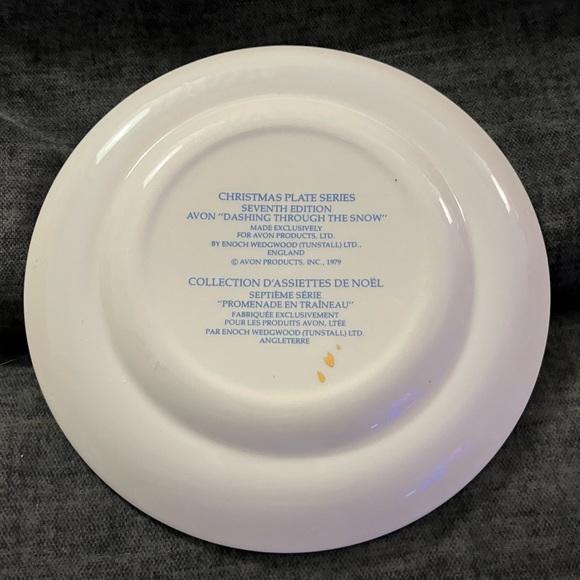 CHRISTMAS PLATE SERIES
SEVENTH EDITION
AVON "DASHING THROUGH THE SNOW"
MADE EXCLUSIVELY
FOR AVON PRODUCTS, LTD.
BY ENOCH WEDGWOOD (TUNSTALL) LTD.,
ENGLAND
© AVON PRODUCTS, INC., 1979
COLLECTION D'ASSIETTES DE NOËL
SEPTIÈME SÉRIE
"PROMENADE EN TRAÎNEAU"
FABRIQUÉE EXCLUSIVEMENT
POUR LES PRODUITS AVON, LTÉE
PAR ENOCH WEDGWOOD (TUNSTALL) LTD.
ANGLETERRE